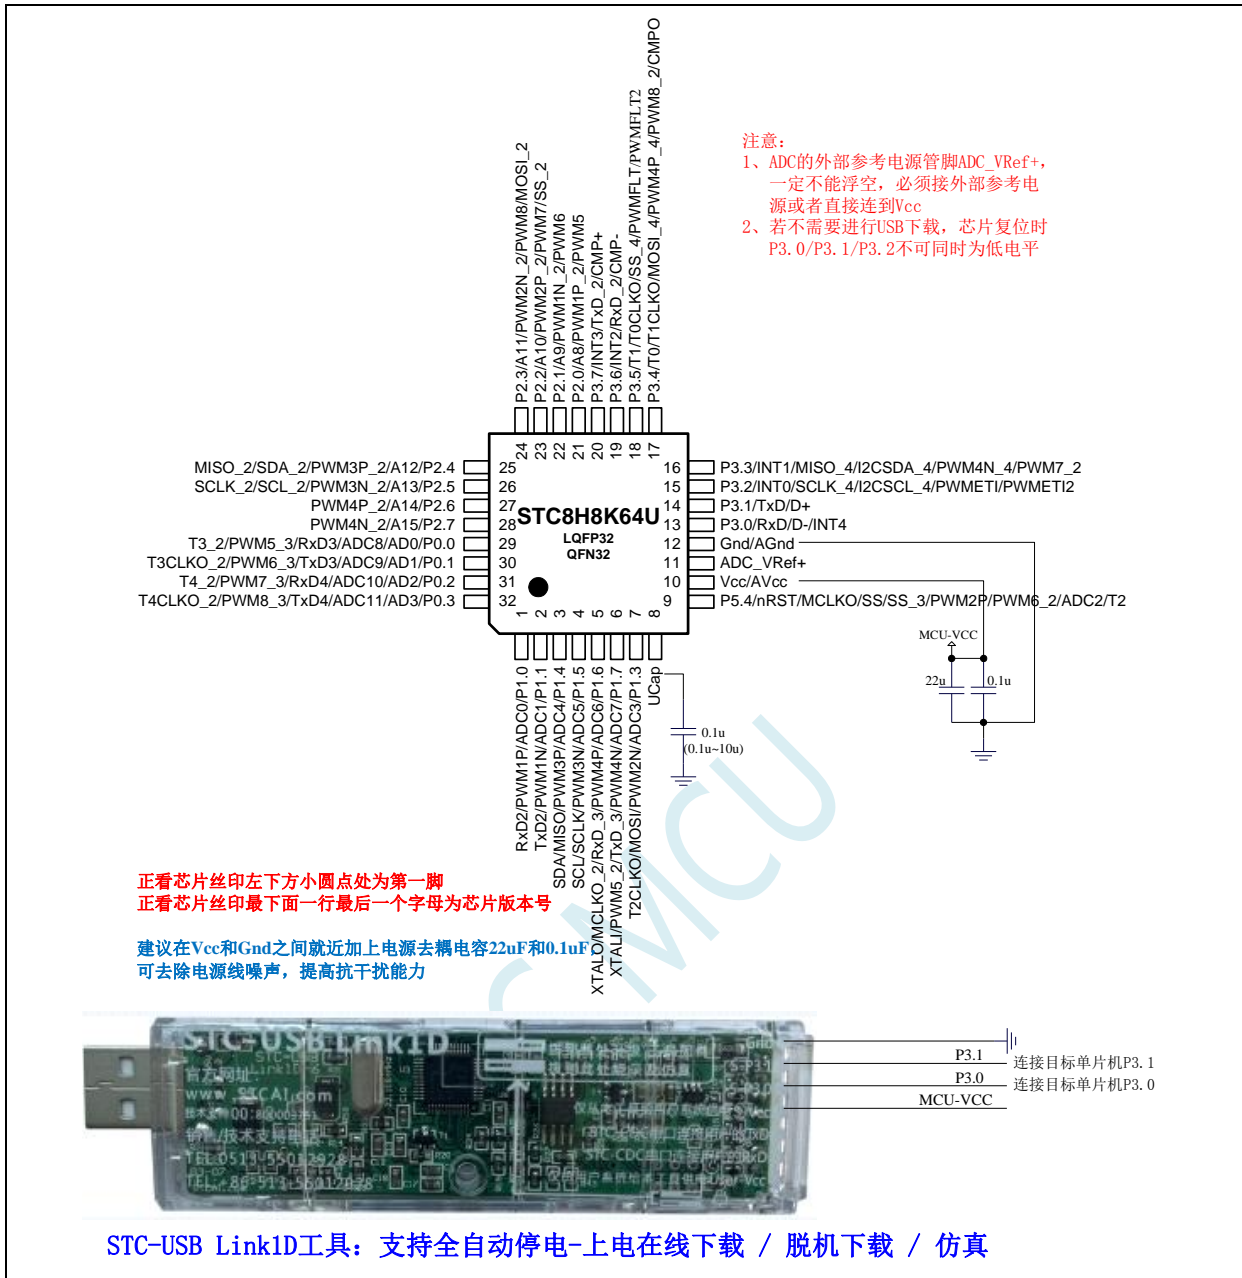 注意：
1、ADC的外部参考电源管脚ADC_VRef+，
一定不能浮空，必须接外部参考电
源或者直接连到Vcc
2、若不需要进行USB下载，芯片复位时
P3.0/P3.1/P3.2不可同时为低电平
P2.3/A11/PWM2N_2/PWM8/MOSI_2
P2.2/A10/PWM2P_2/PWM7/SS_2
P2.1/A9/PWM1N_2/PWM6
P2.0/A8/PWM1P_2/PWM5
P3.7/INT3/TxD_2/CMP+
P3.6/INT2/RxD_2/CMP-
P3.5/T1/T0CLKO/SS_4/PWMFLT/PWMFLT2
P3.4/T0/T1CLKO/MOSI_4/PWM4P_4/PWM8_2/CMPO
24 23 22 21 20 19 18 17
MISO_2/SDA_2/PWM3P_2/A12/P2.4 25
SCLK_2/SCL_2/PWM3N_2/A13/P2.5 26
PWM4P_2/A14/P2.6 27
PWM4N_2/A15/P2.7 28
T3_2/PWM5_3/RxD3/ADC8/AD0/P0.0 29
T3CLKO_2/PWM6_3/TxD3/ADC9/AD1/P0.1 30
T4_2/PWM7_3/RxD4/ADC10/AD2/P0.2 31
T4CLKO_2/PWM8_3/TxD4/ADC11/AD3/P0.3 32
STC8H8K64U
LQFP32
QFN32
16 P3.3/INT1/MISO_4/I2CSDA_4/PWM4N_4/PWM7_2
15 P3.2/INT0/SCLK_4/I2CSCL_4/PWMETI/PWMETI2
14 P3.1/TxD/D+
13 P3.0/RxD/D-/INT4
12 Gnd/AGnd
11 ADC_VRef+
10 Vcc/AVcc
9 P5.4/nRST/MCLKO/SS/SS_3/PWM2P/PWM6_2/ADC2/T2
1 2 3 4 5 6 7 8
RxD2/PWM1P/ADC0/P1.0
TxD2/PWM1N/ADC1/P1.1
SDA/MISO/PWM3P/ADC4/P1.4
SCL/SCLK/PWM3N/ADC5/P1.5
XTALO/MCLKO_2/RxD_3/PWM4P/ADC6/P1.6
XTALI/PWM5_2/TxD_3/PWM4N/ADC7/P1.7
T2CLKO/MOSI/PWM2N/ADC3/P1.3
UCap
MCU-VCC
22u
0.1u
0.1u
(0.1u~10u)
MCU
正看芯片丝印左下方小圆点处为第一脚
正看芯片丝印最下面一行最后一个字母为芯片版本号
建议在Vcc和Gnd之间就近加上电源去耦电容22uF和0.1uF，
可去除电源线噪声，提高抗干扰能力
STC-USB Link1D
官方网址：
www.STCAI.com
Gnd
P3.1 连接目标单片机P3.1
P3.0 连接目标单片机P3.0
MCU-VCC
STC-USB Link1D工具：支持全自动停电-上电在线下载 / 脱机下载 / 仿真